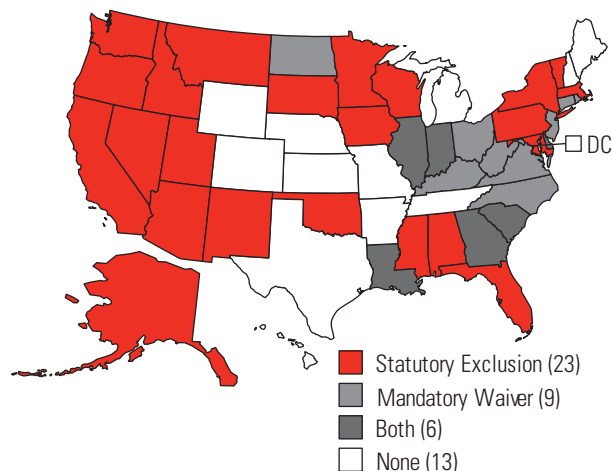 DC
Statutory Exclusion (23)
Mandatory Waiver (9)
Both (6)
None (13)